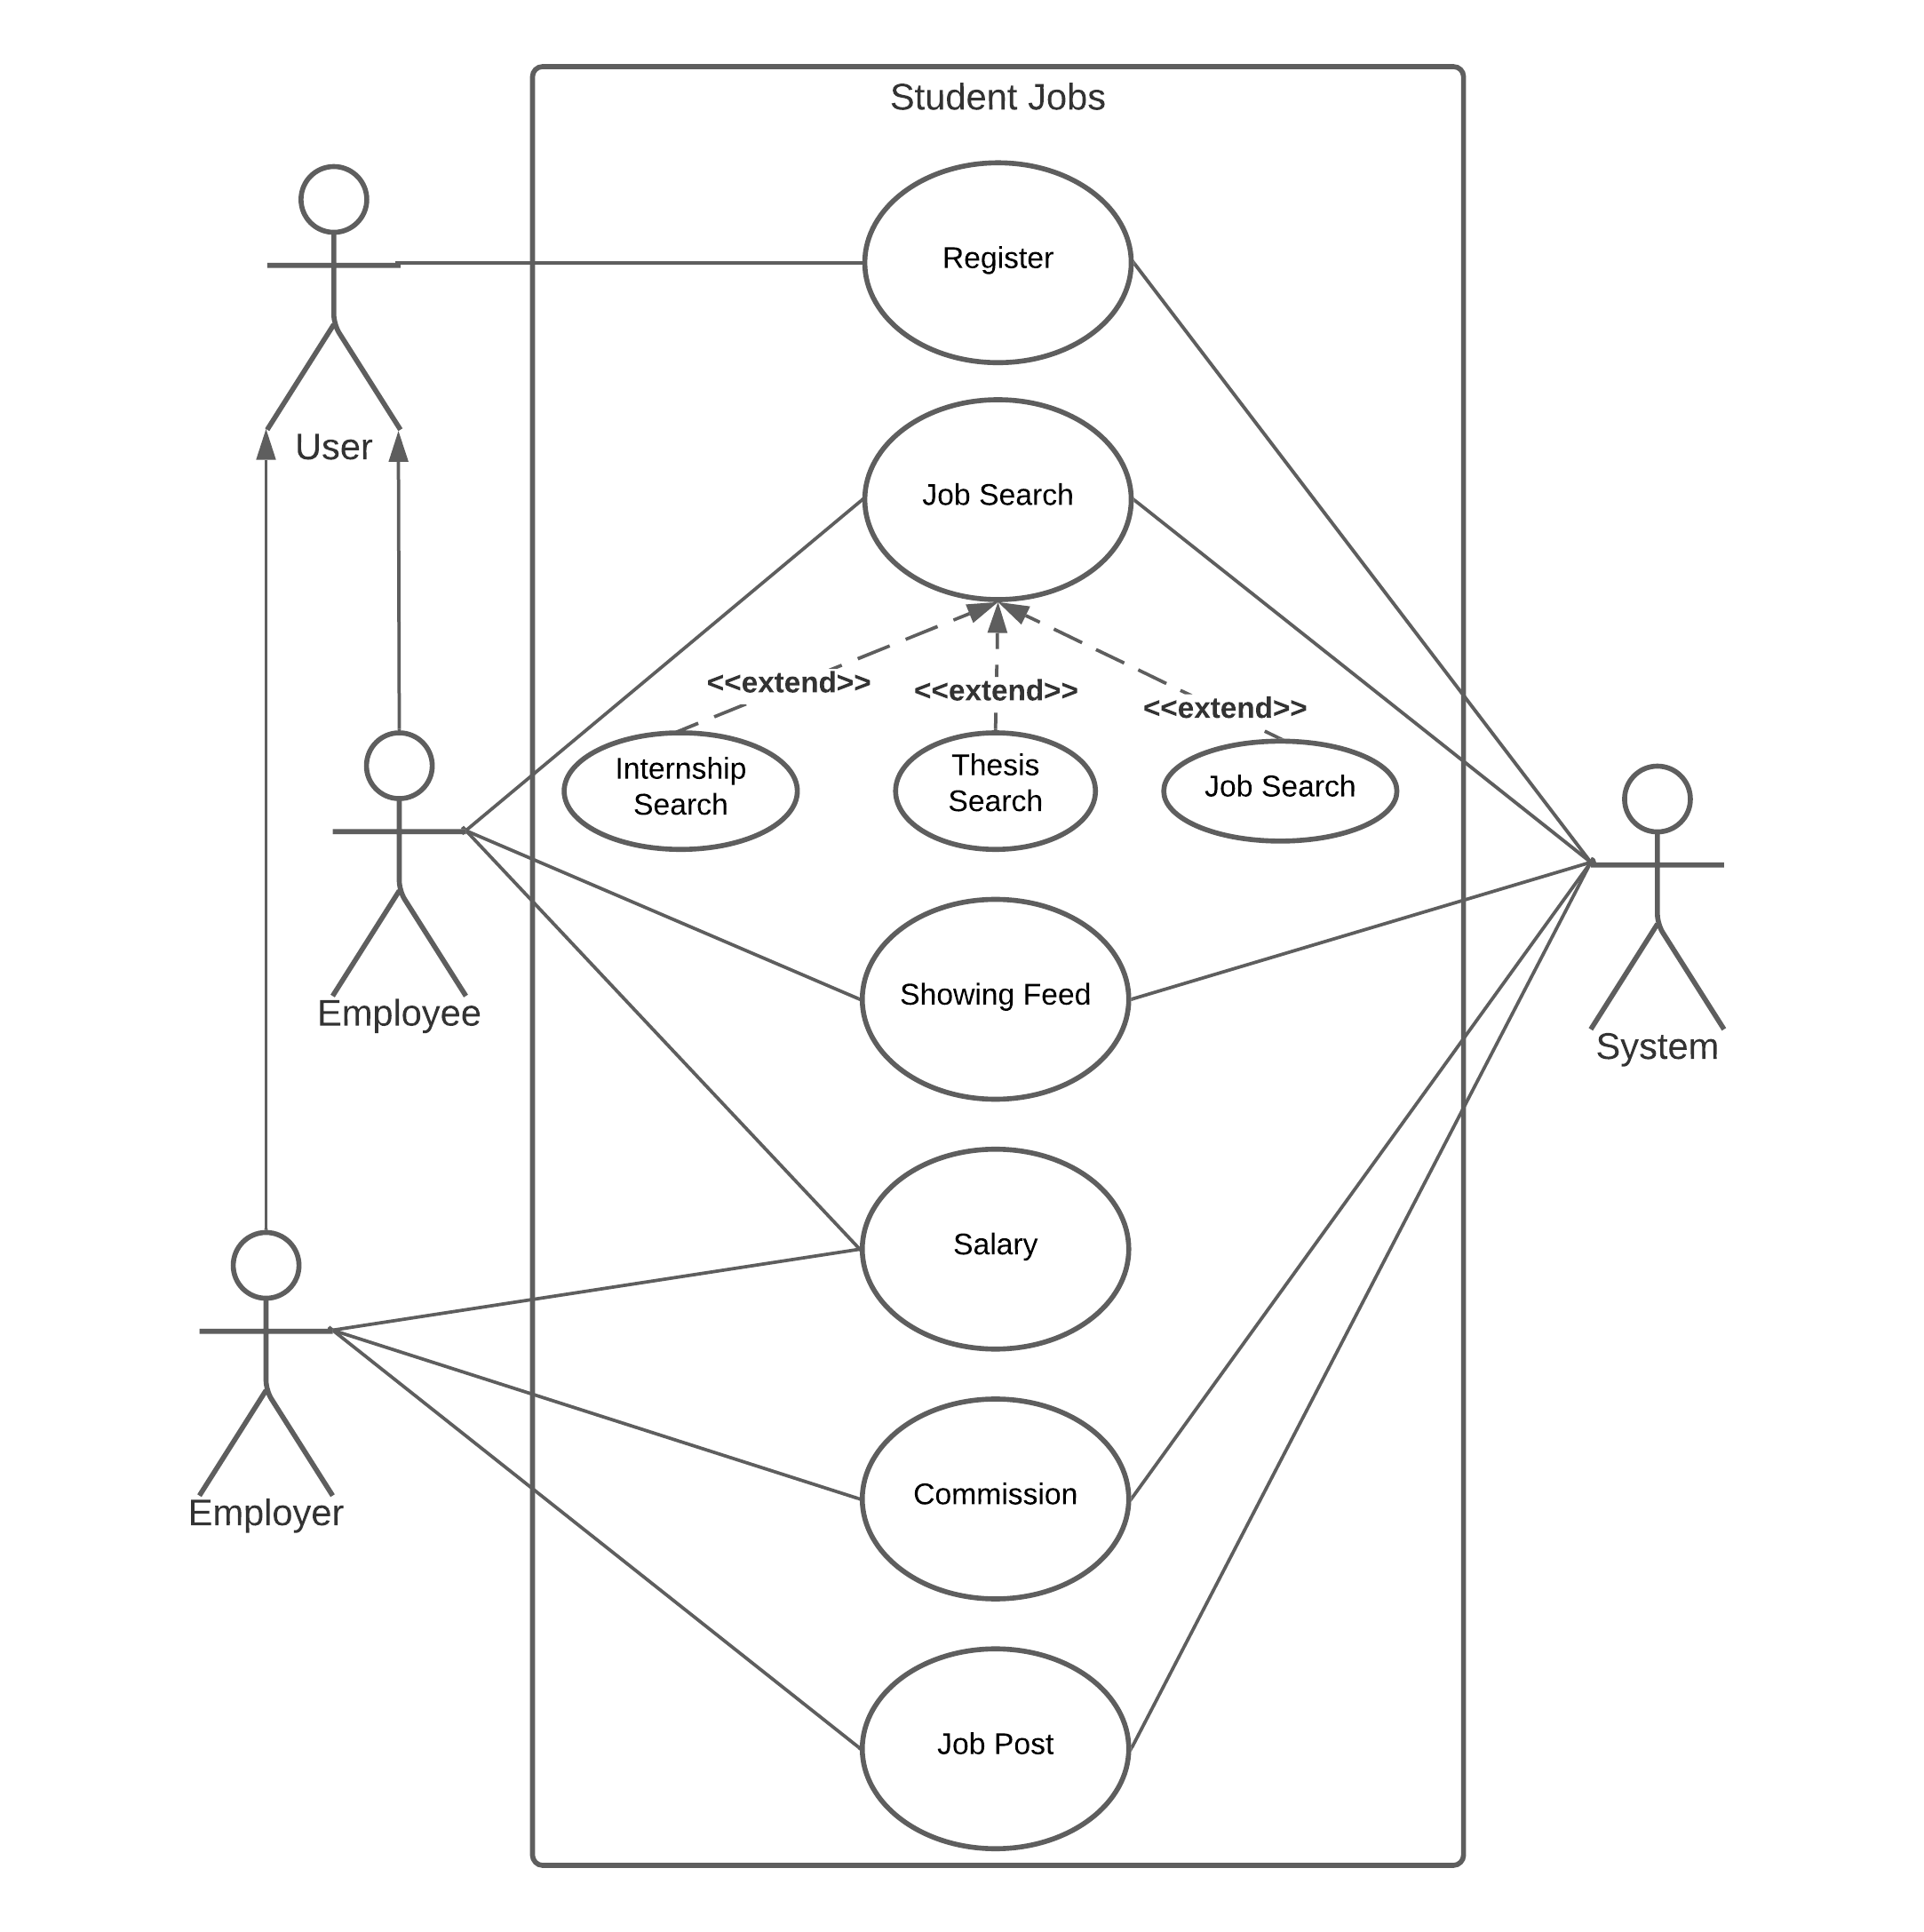 Student Jobs
Register
User
Job Search
<<extend>>
<<extend>>
<<extend>>
Internship
Search
Thesis
Search
Job Search
Employee
Showing Feed
System
Salary
Employer
Commission
Job Post